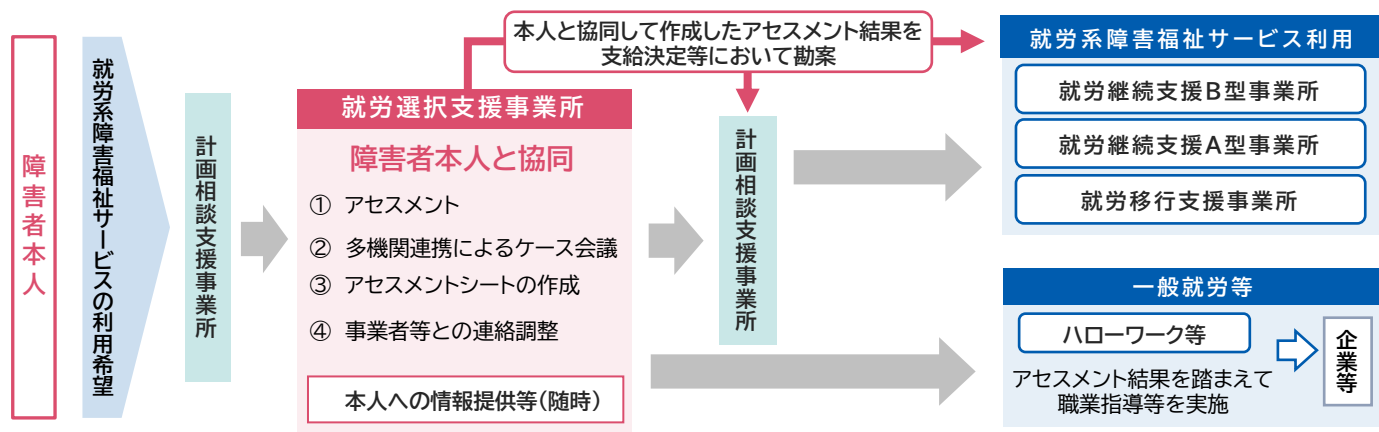 障害者本人
就労系障害福祉サービスの利用希望
計画相談支援事業所
本人と協同して作成したアセスメント結果を
支給決定等において勘案
就労選択支援事業所
障害者本人と協同
① アセスメント
② 多機関連携によるケース会議
③ アセスメントシートの作成
④ 事業者等との連絡調整
本人への情報提供等(随時)
計画相談支援事業所
就労系障害福祉サービス利用
就労継続支援B型事業所
就労継続支援A型事業所
就労移行支援事業所
一般就労等
ハローワーク等
アセスメント結果を踏まえて
職業指導等を実施
企業等